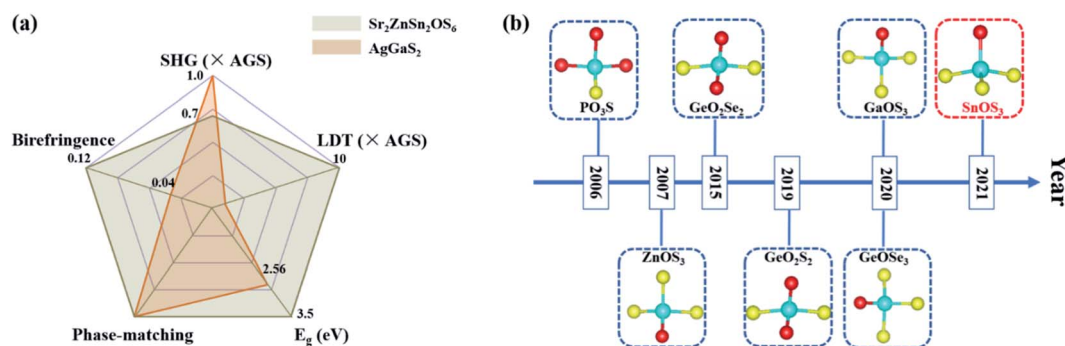 (a)
Sr₂ZnSn₂OS₆
AgGaS₂
SHG (× AGS)
1.0
0.7
Birefringence
0.12
0.04
LDT (× AGS)
10
2.56
3.5
Phase-matching
E_g (eV)
(b)
PO₃S
GeO₂Se₂
GaOS₃
SnOS₃
2006
2007
2015
2019
2020
2021
Year
ZnOS₃
GeO₂S₂
GeOSe₃